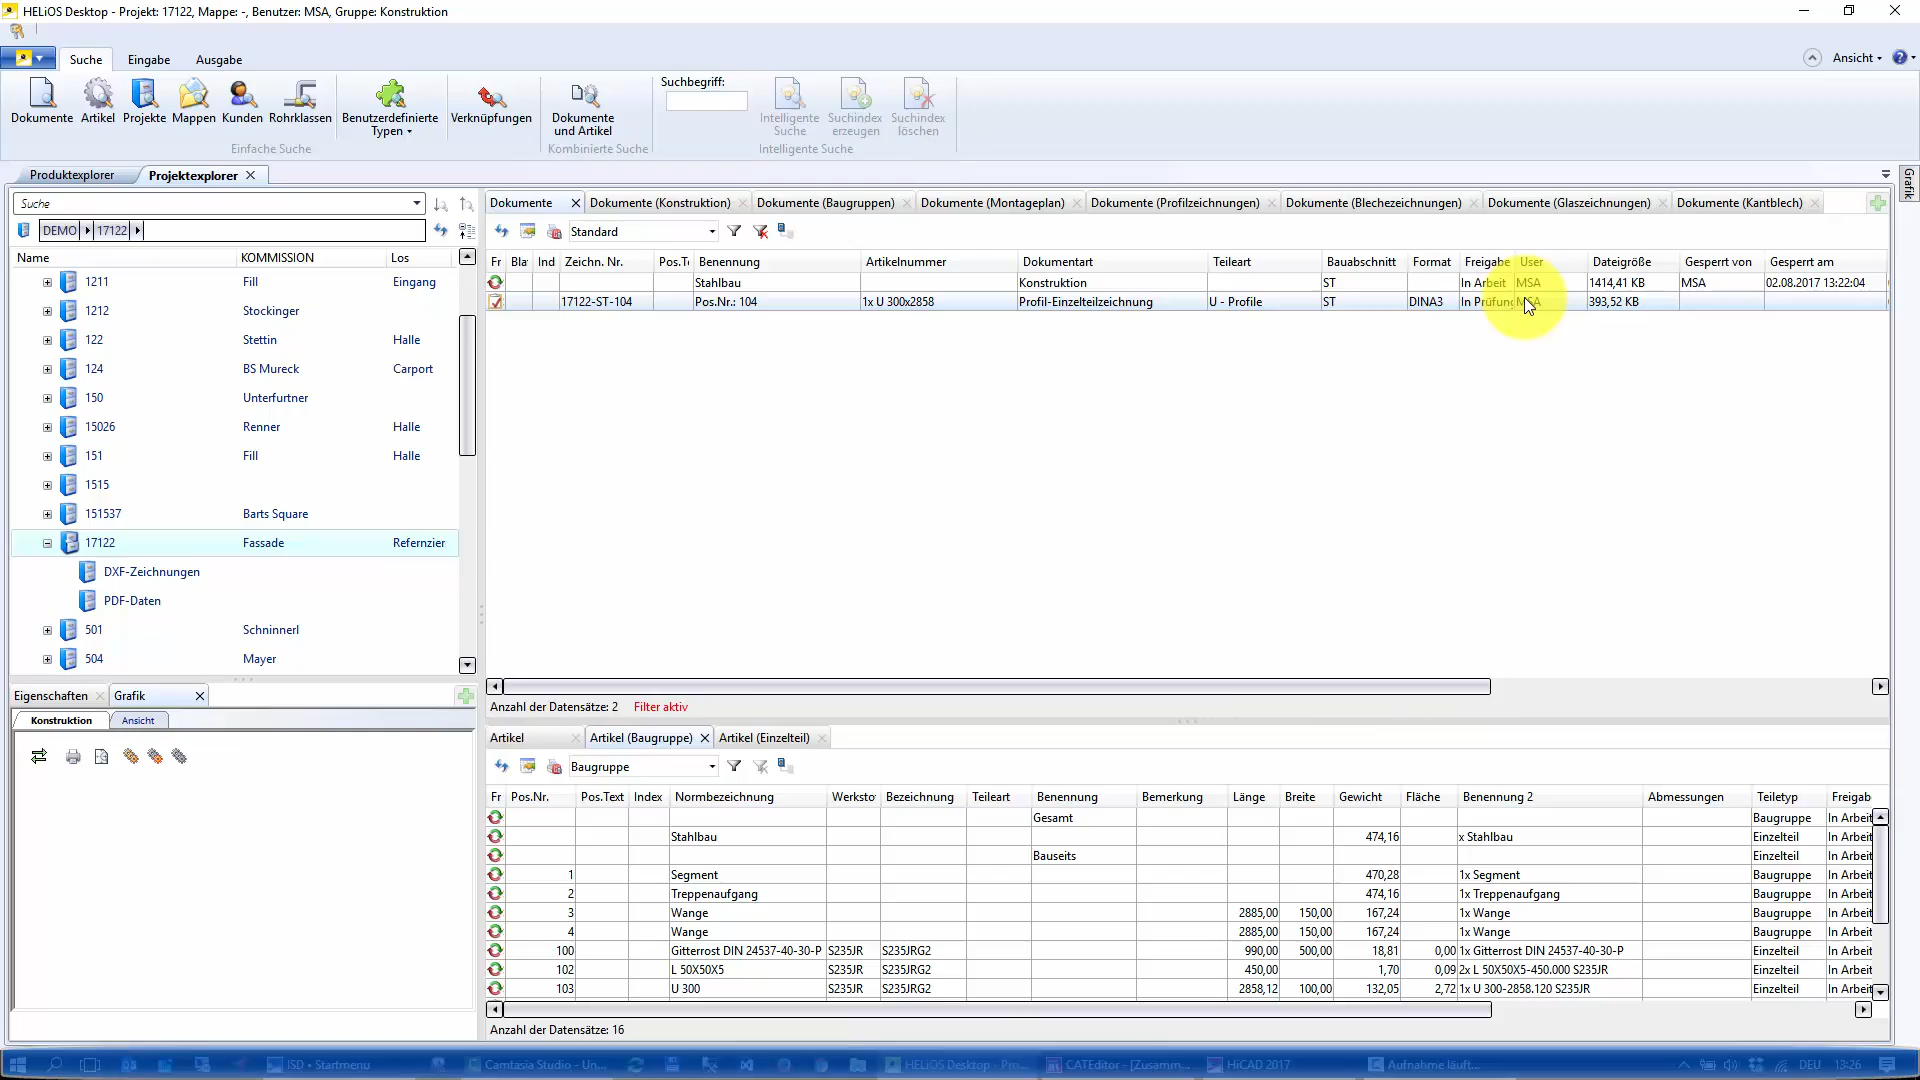 HELiOS Desktop - Projekt: 17122, Mappe: -, Benutzer: MSA, Gruppe: Konstruktion
Suche Eingabe Ausgabe Ansicht
Dokumente Artikel Projekte Mappen Kunden Rohrklassen Benutzerdefinierte Typen Verknüpfungen Dokumente und Artikel Suchbegriff: Intelligente Suche Suchindex erzeugen Suchindex löschen
Einfache Suche Kombinierte Suche Intelligente Suche
Produktexplorer Projektexplorer
Grafik
Suche
DEMO 17122
Name KOMMISSION Los
1211 Fill Eingang
1212 Stockinger
122 Stettin Halle
124 BS Mureck Carport
150 Unterfurtner
15026 Renner Halle
151 Fill Halle
1515
151537 Barts Square
17122 Fassade Refernzier
DXF-Zeichnungen
PDF-Daten
501 Schninnerl
504 Mayer
Eigenschaften Grafik
Konstruktion Ansicht
Dokumente Dokumente (Konstruktion) Dokumente (Baugruppen) Dokumente (Montageplan) Dokumente (Profilzeichnungen) Dokumente (Blechezeichnungen) Dokumente (Glaszeichnungen) Dokumente (Kantblech)
Standard
Fr Bla Ind Zeichn. Nr. Pos.T Benennung Artikelnummer Dokumentart Teileart Bauabschnitt Format Freigabe User Dateigröße Gesperrt von Gesperrt am
Stahlbau Konstruktion ST In Arbeit MSA 1414,41 KB MSA 02.08.2017 13:22:04
17122-ST-104 Pos.Nr.: 104 1x U 300x2858 Profil-Einzelteilzeichnung U - Profile ST DINA3 In Prüfung MSA 393,52 KB
Anzahl der Datensätze: 2 Filter aktiv
Artikel Artikel (Baugruppe) Artikel (Einzelteil)
Baugruppe
Fr Pos.Nr. Pos.Text Index Normbezeichnung Werksto Bezeichnung Teileart Benennung Bemerkung Länge Breite Gewicht Fläche Benennung 2 Abmessungen Teiletyp Freigab
Gesamt Baugruppe In Arbeit
Stahlbau 474,16 x Stahlbau Einzelteil In Arbeit
Bauseits Einzelteil In Arbeit
1 Segment 470,28 1x Segment Baugruppe In Arbeit
2 Treppenaufgang 474,16 1x Treppenaufgang Baugruppe In Arbeit
3 Wange 2885,00 150,00 167,24 1x Wange Baugruppe In Arbeit
4 Wange 2885,00 150,00 167,24 1x Wange Baugruppe In Arbeit
100 Gitterrost DIN 24537-40-30-P S235JR S235JRG2 990,00 500,00 18,81 0,00 1x Gitterrost DIN 24537-40-30-P Einzelteil In Arbeit
102 L 50X50X5 S235JR S235JRG2 450,00 1,70 0,09 2x L 50X50X5-450.000 S235JR Einzelteil In Arbeit
103 U 300 S235JR S235JRG2 2858,12 100,00 132,05 2,72 1x U 300-2858.120 S235JR Einzelteil In Arbeit
Anzahl der Datensätze: 16
ISD • Startmenu Camtasia Studio - Un... HELiOS Desktop - Pro... CATEditor - [Zusamm... HiCAD 2017 Aufnahme läuft... DEU 13:26